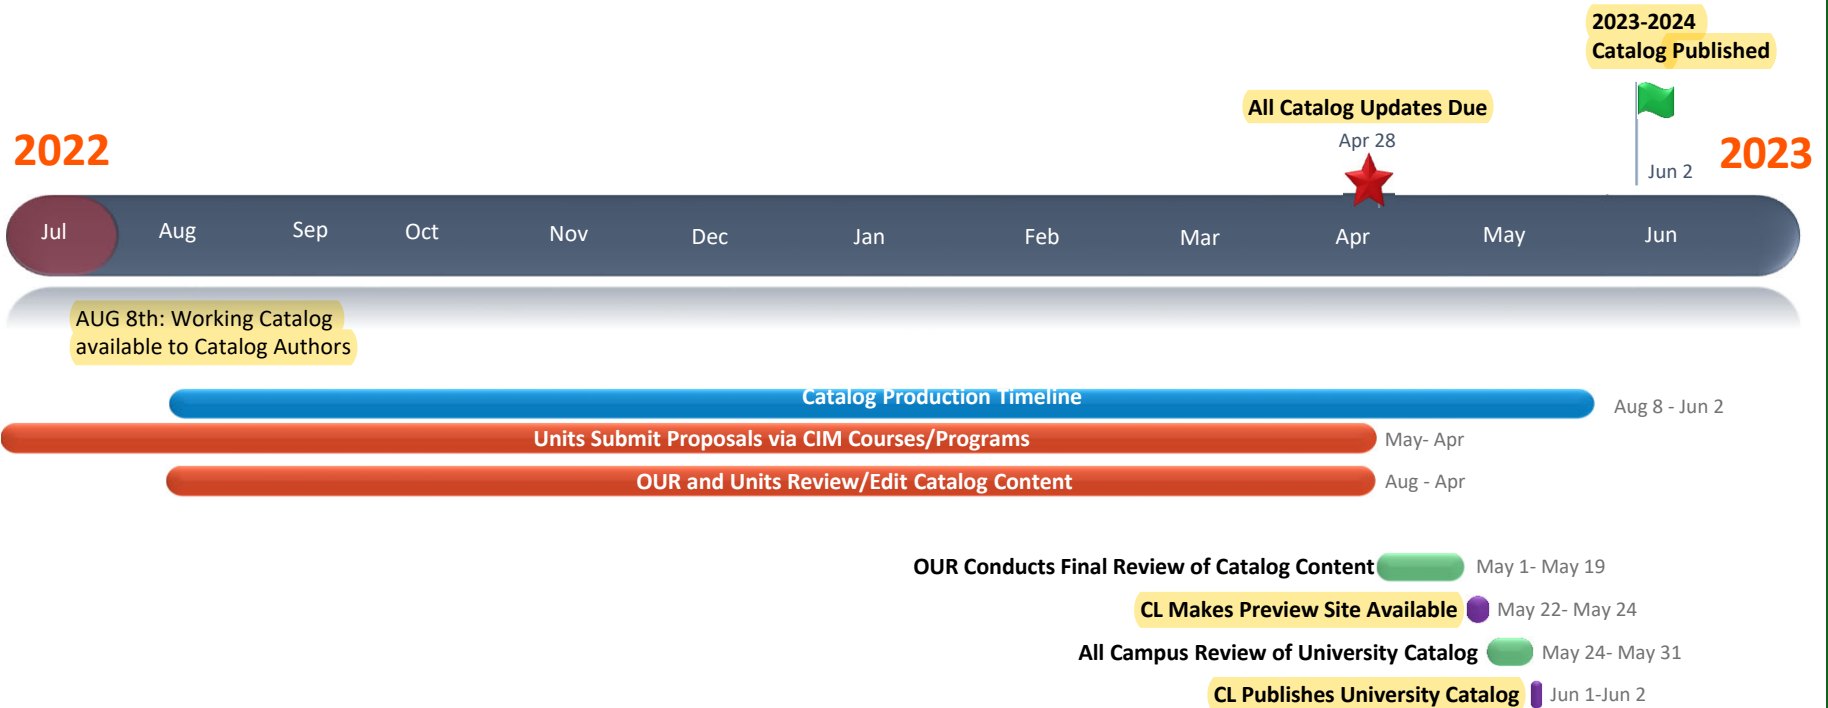 2023-2024
Catalog Published
All Catalog Updates Due
Apr 28
2022
Jun 2
2023
Jul Aug Sep Oct Nov Dec Jan Feb Mar Apr May Jun
AUG 8th: Working Catalog
available to Catalog Authors
Catalog Production Timeline
Aug 8 - Jun 2
Units Submit Proposals via CIM Courses/Programs
May- Apr
OUR and Units Review/Edit Catalog Content
Aug - Apr
OUR Conducts Final Review of Catalog Content
May 1- May 19
CL Makes Preview Site Available
May 22- May 24
All Campus Review of University Catalog
May 24- May 31
CL Publishes University Catalog
Jun 1-Jun 2